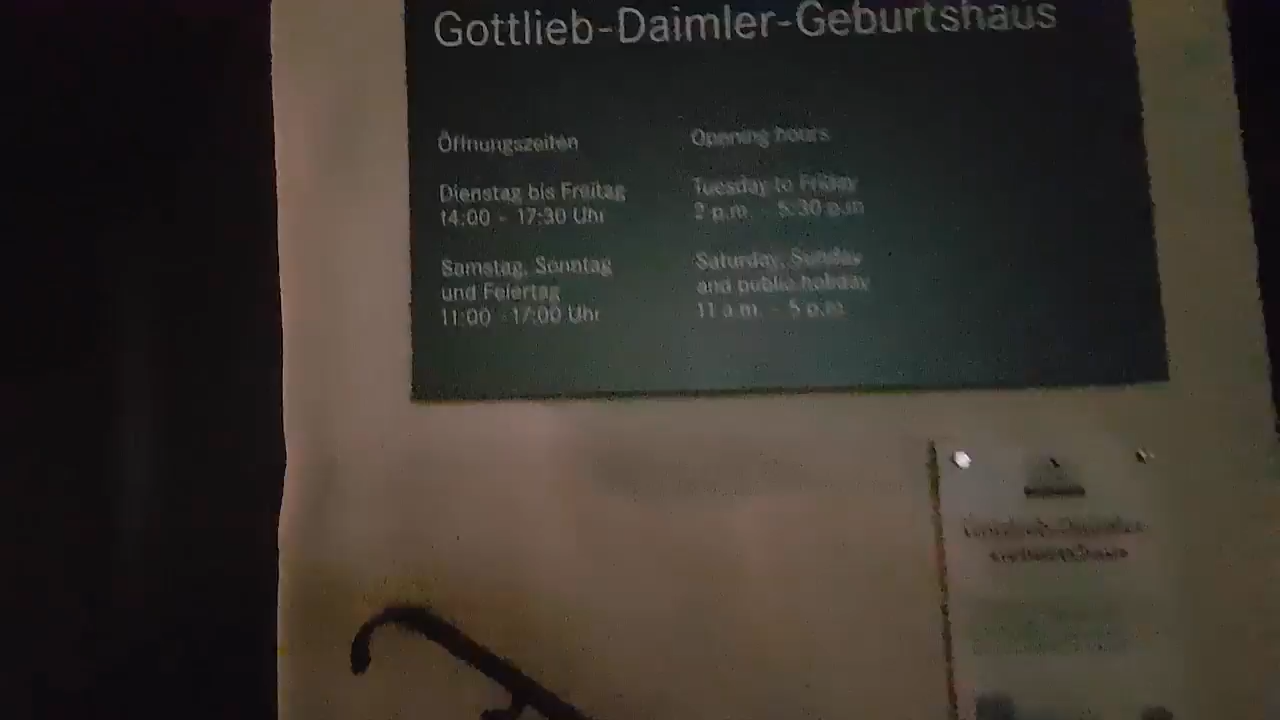 Gottlieb-Daimler-Geburtshaus
Öffnungszeiten
Dienstag bis Freitag
14:00 - 17:30 Uhr
Samstag, Sonntag
und Feiertag
11:00 - 17:00 Uhr
Opening hours
Tuesday to Friday
2 p.m. - 5:30 p.m
Saturday, Sunday
and public holiday
11 a.m. - 5 p.m.